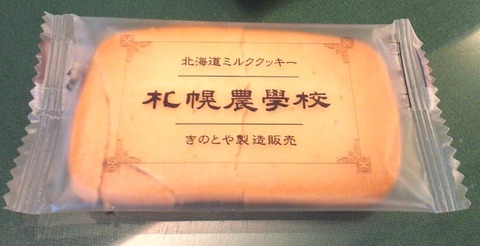 北海道ミルククッキー
札幌農學校
きのとや製造販売